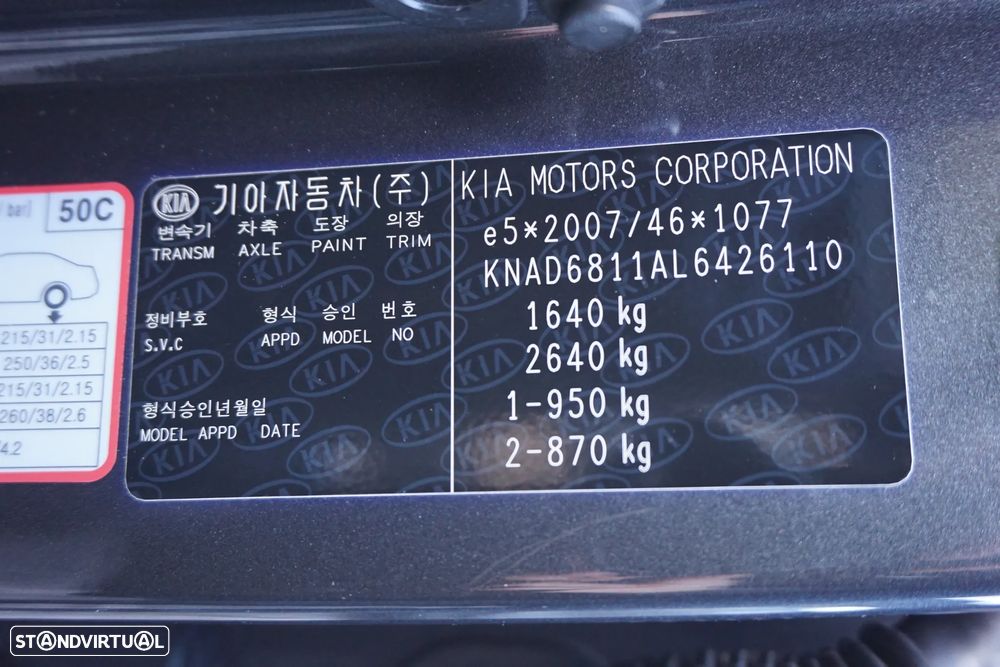 bar]
50C
215/31/2.15
250/36/2.5
215/31/2.15
260/38/2.6
/4.2
KIA 기아자동차(주)
변속기 차축 도장 의장
TRANSM AXLE PAINT TRIM
정비부호 형식 승인 번호
S.V.C APPD MODEL NO
형식승인년월일
MODEL APPD DATE
KIA MOTORS CORPORATION
e5*2007/46*1077
KNAD6811AL6426110
1640 kg
2640 kg
1-950 kg
2-870 kg
STANDVIRTUAL